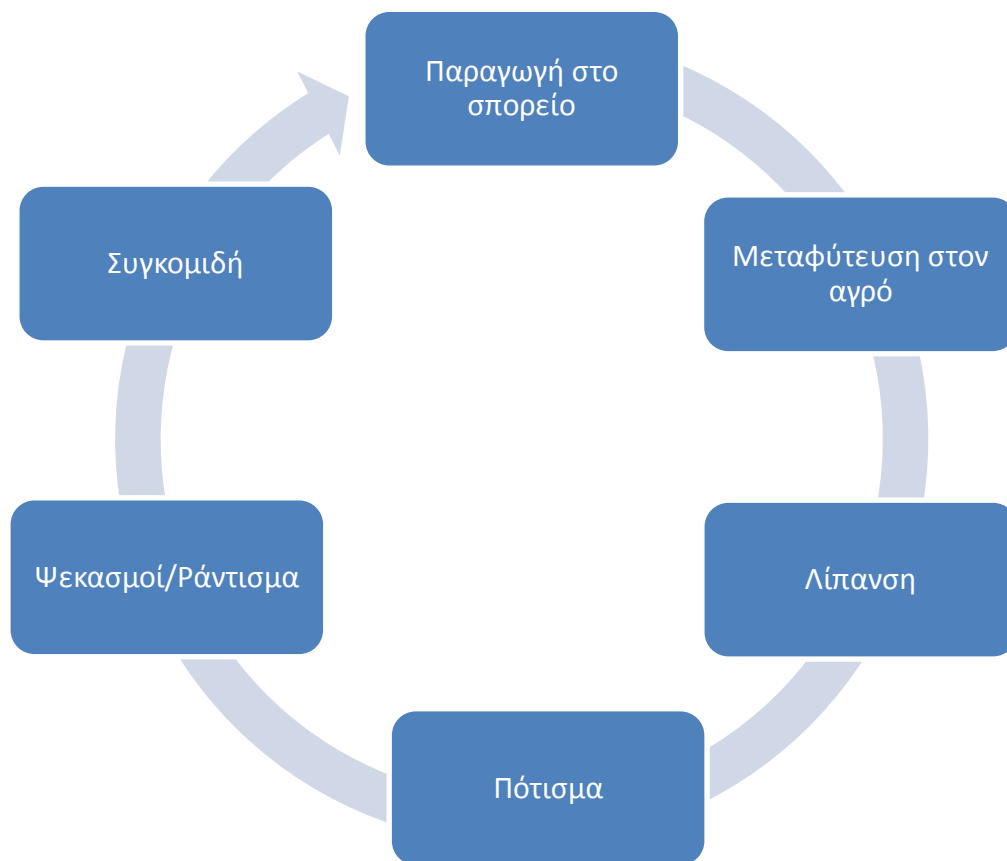 Παραγωγή στο
σπορείο
Μεταφύτευση στον
αγρό
Λίπανση
Πότισμα
Ψεκασμοί/Ράντισμα
Συγκομιδή